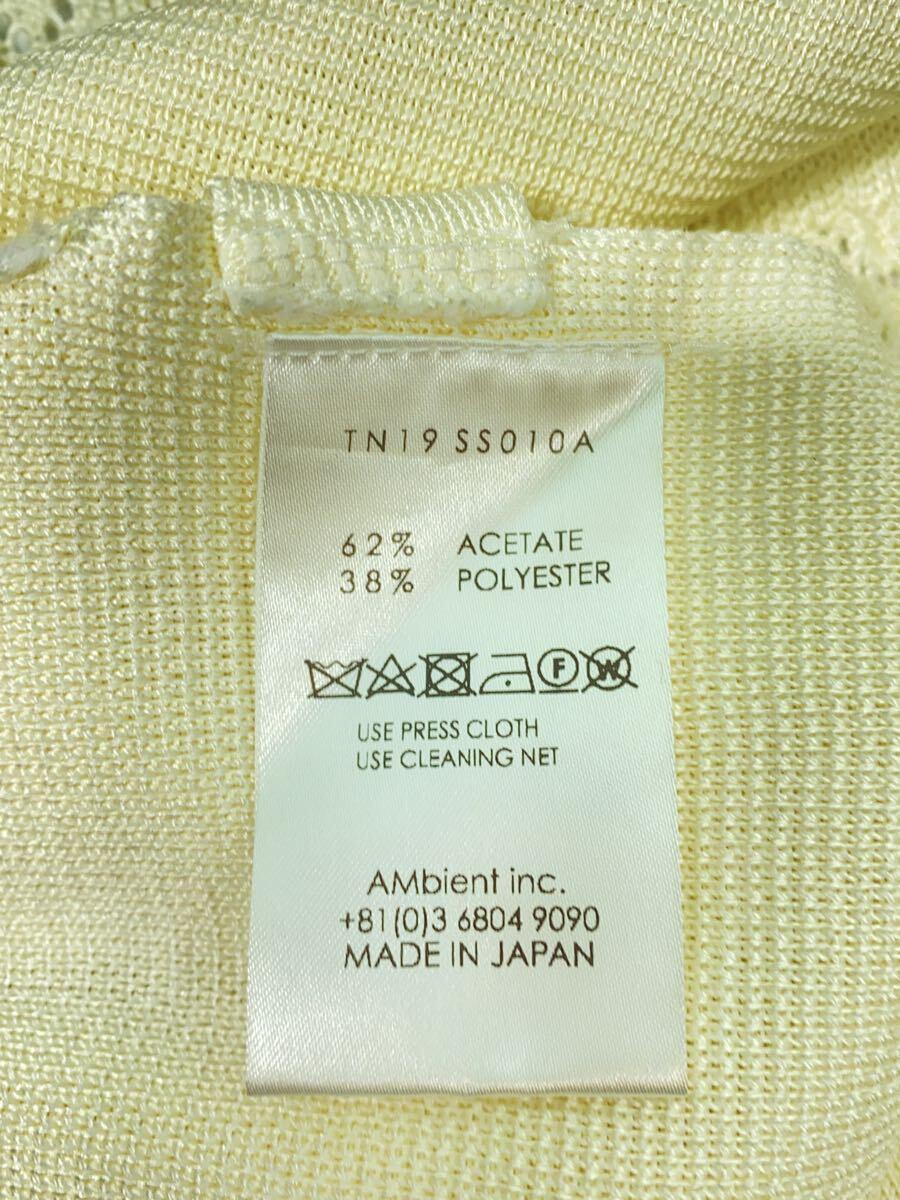 TN19 SS010A
62% ACETATE
38% POLYESTER
F W
USE PRESS CLOTH
USE CLEANING NET
AMbient inc.
+81(0)3 6804 9090
MADE IN JAPAN